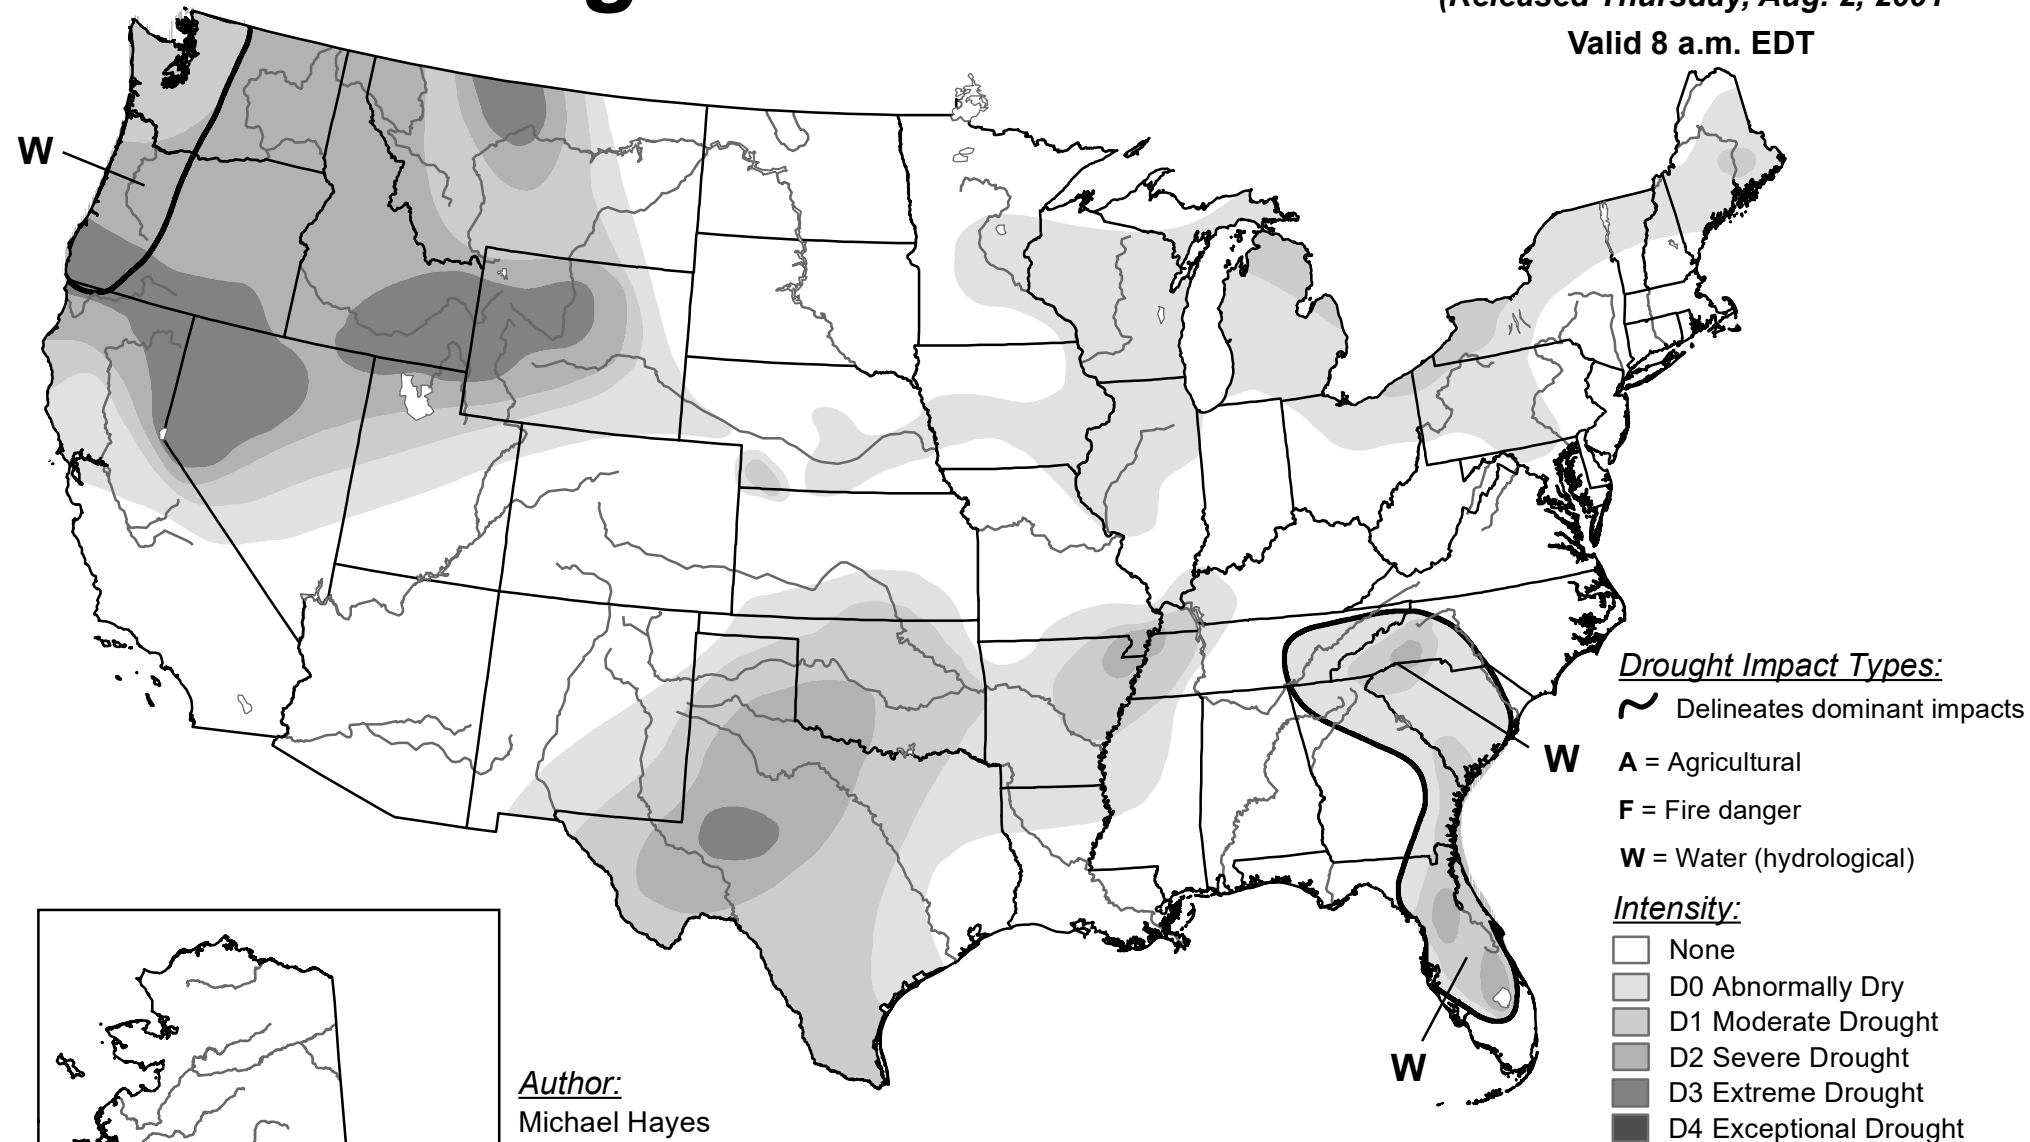 (Released Thursday, Aug. 2, 2001
Valid 8 a.m. EDT
W
Drought Impact Types:
Delineates dominant impacts
W
A = Agricultural
F = Fire danger
W = Water (hydrological)
Intensity:
None
D0 Abnormally Dry
D1 Moderate Drought
D2 Severe Drought
D3 Extreme Drought
D4 Exceptional Drought
W
Author:
Michael Hayes